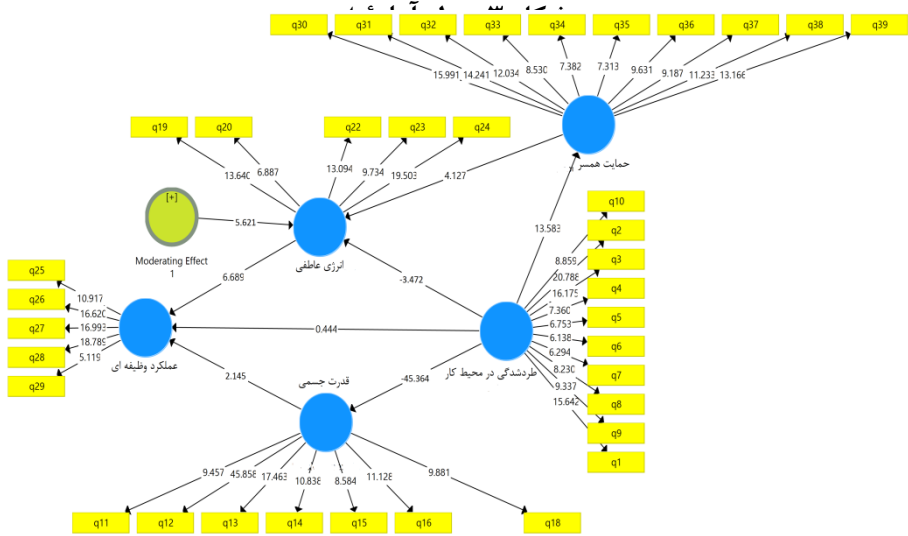 q30 q31 q32 q33 q34 q35 q36 q37 q38 q39
15.991 14.241 12.034 8.530 7.382 7.313 9.631 9.187 11.233 13.166
حمایت همسر
q19 q20 q22 q23 q24
13.640 6.887 13.094 9.734 19.503
4.127
[+]
5.621
Moderating Effect
1
انرژی عاطفی
13.583
-3.472
6.689
q10
q2
q3
q4
q5
q6
q7
q8
q9
q1
8.859
20.788
16.175
7.360
6.753
6.138
6.294
8.230
9.337
15.642
طردشدگی در محیط کار
q25
q26
q27
q28
q29
10.917
16.620
16.993
18.789
5.119
عملکرد وظیفه ای
0.444
2.145
-45.364
قدرت جسمی
9.457 45.858 17.463 10.838 8.584 11.128 9.881
q11 q12 q13 q14 q15 q16 q18